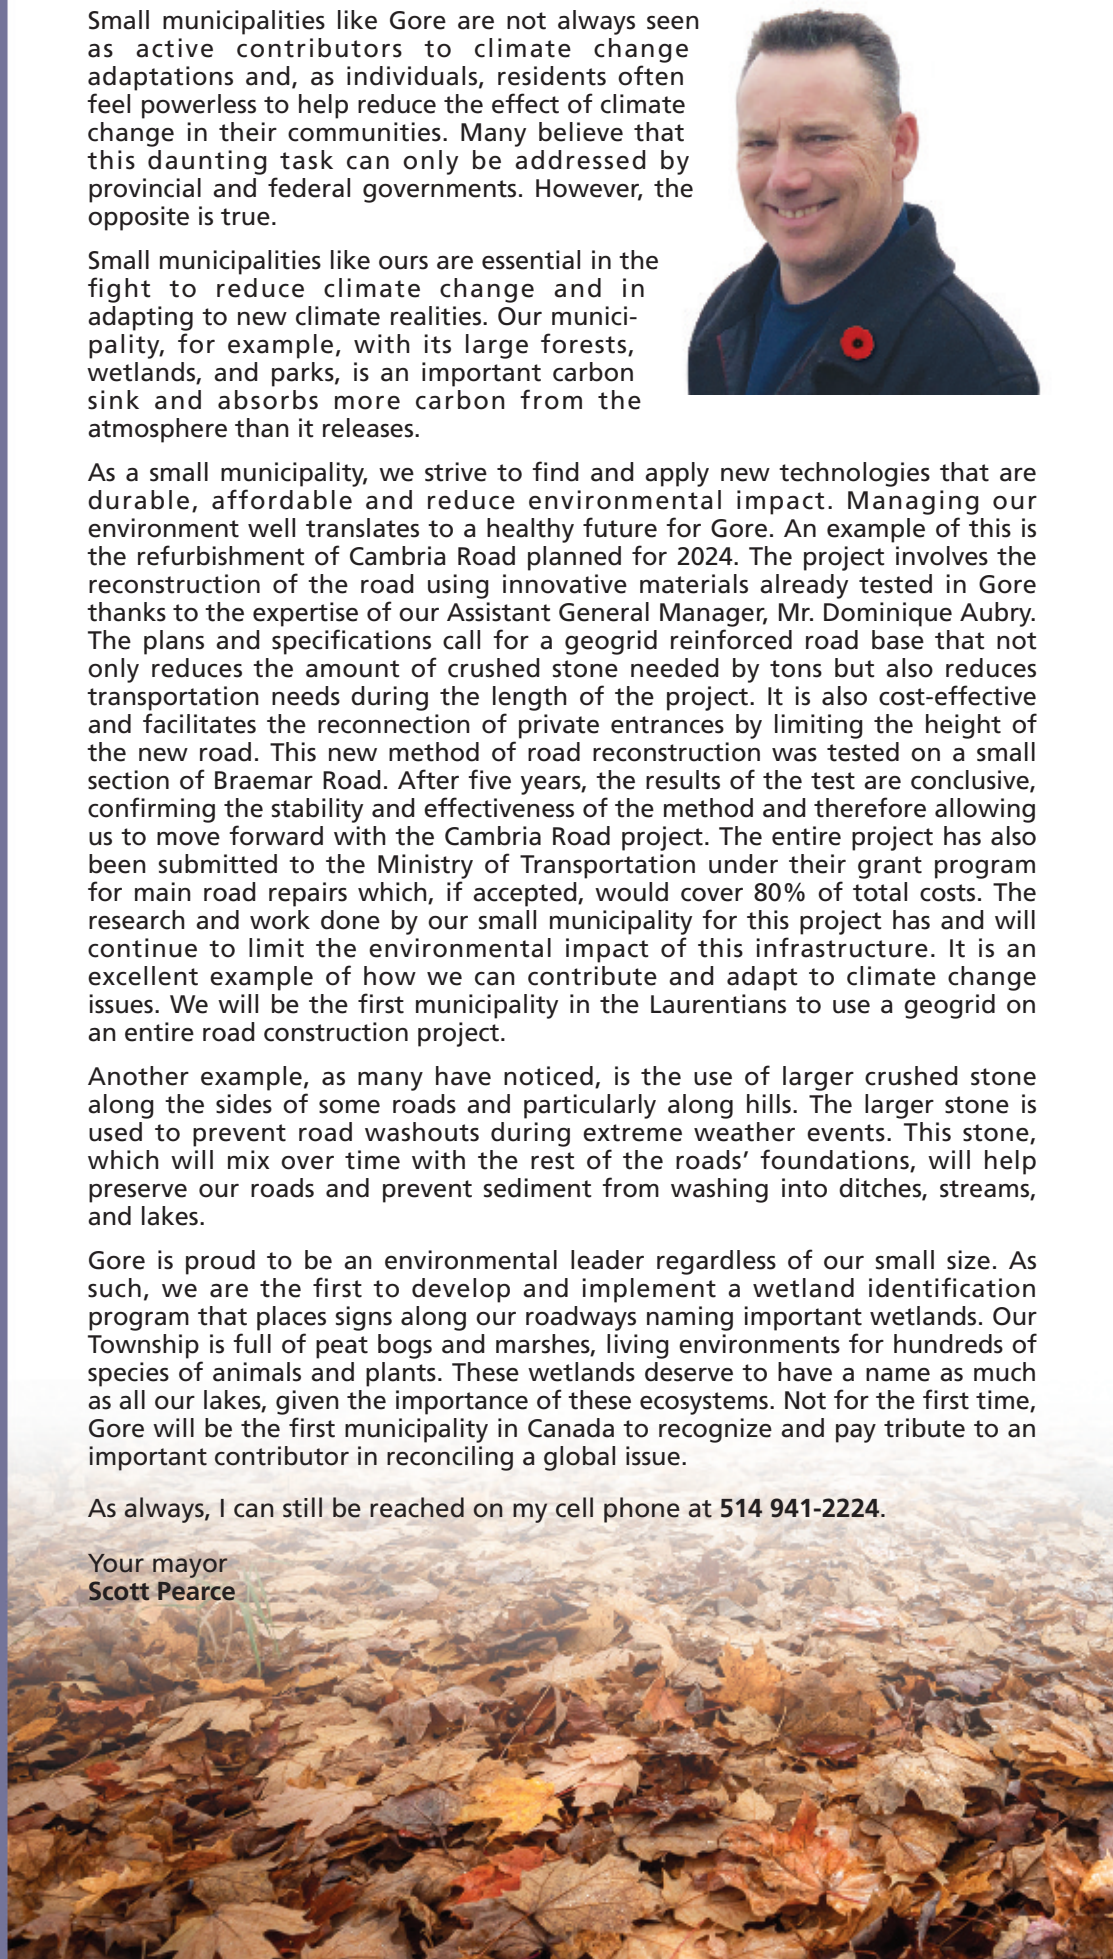 Small municipalities like Gore are not always seen
as active contributors to climate change
adaptations and, as individuals, residents often
feel powerless to help reduce the effect of climate
change in their communities. Many believe that
this daunting task can only be addressed by
provincial and federal governments. However, the
opposite is true.
Small municipalities like ours are essential in the
fight to reduce climate change and in
adapting to new climate realities. Our munici-
pality, for example, with its large forests,
wetlands, and parks, is an important carbon
sink and absorbs more carbon from the
atmosphere than it releases.
As a small municipality, we strive to find and apply new technologies that are
durable, affordable and reduce environmental impact. Managing our
environment well translates to a healthy future for Gore. An example of this is
the refurbishment of Cambria Road planned for 2024. The project involves the
reconstruction of the road using innovative materials already tested in Gore
thanks to the expertise of our Assistant General Manager, Mr. Dominique Aubry.
The plans and specifications call for a geogrid reinforced road base that not
only reduces the amount of crushed stone needed by tons but also reduces
transportation needs during the length of the project. It is also cost-effective
and facilitates the reconnection of private entrances by limiting the height of
the new road. This new method of road reconstruction was tested on a small
section of Braemar Road. After five years, the results of the test are conclusive,
confirming the stability and effectiveness of the method and therefore allowing
us to move forward with the Cambria Road project. The entire project has also
been submitted to the Ministry of Transportation under their grant program
for main road repairs which, if accepted, would cover 80% of total costs. The
research and work done by our small municipality for this project has and will
continue to limit the environmental impact of this infrastructure. It is an
excellent example of how we can contribute and adapt to climate change
issues. We will be the first municipality in the Laurentians to use a geogrid on
an entire road construction project.
Another example, as many have noticed, is the use of larger crushed stone
along the sides of some roads and particularly along hills. The larger stone is
used to prevent road washouts during extreme weather events. This stone,
which will mix over time with the rest of the roads’ foundations, will help
preserve our roads and prevent sediment from washing into ditches, streams,
and lakes.
Gore is proud to be an environmental leader regardless of our small size. As
such, we are the first to develop and implement a wetland identification
program that places signs along our roadways naming important wetlands. Our
Township is full of peat bogs and marshes, living environments for hundreds of
species of animals and plants. These wetlands deserve to have a name as much
as all our lakes, given the importance of these ecosystems. Not for the first time,
Gore will be the first municipality in Canada to recognize and pay tribute to an
important contributor in reconciling a global issue.
As always, I can still be reached on my cell phone at 514 941-2224.
Your mayor
Scott Pearce